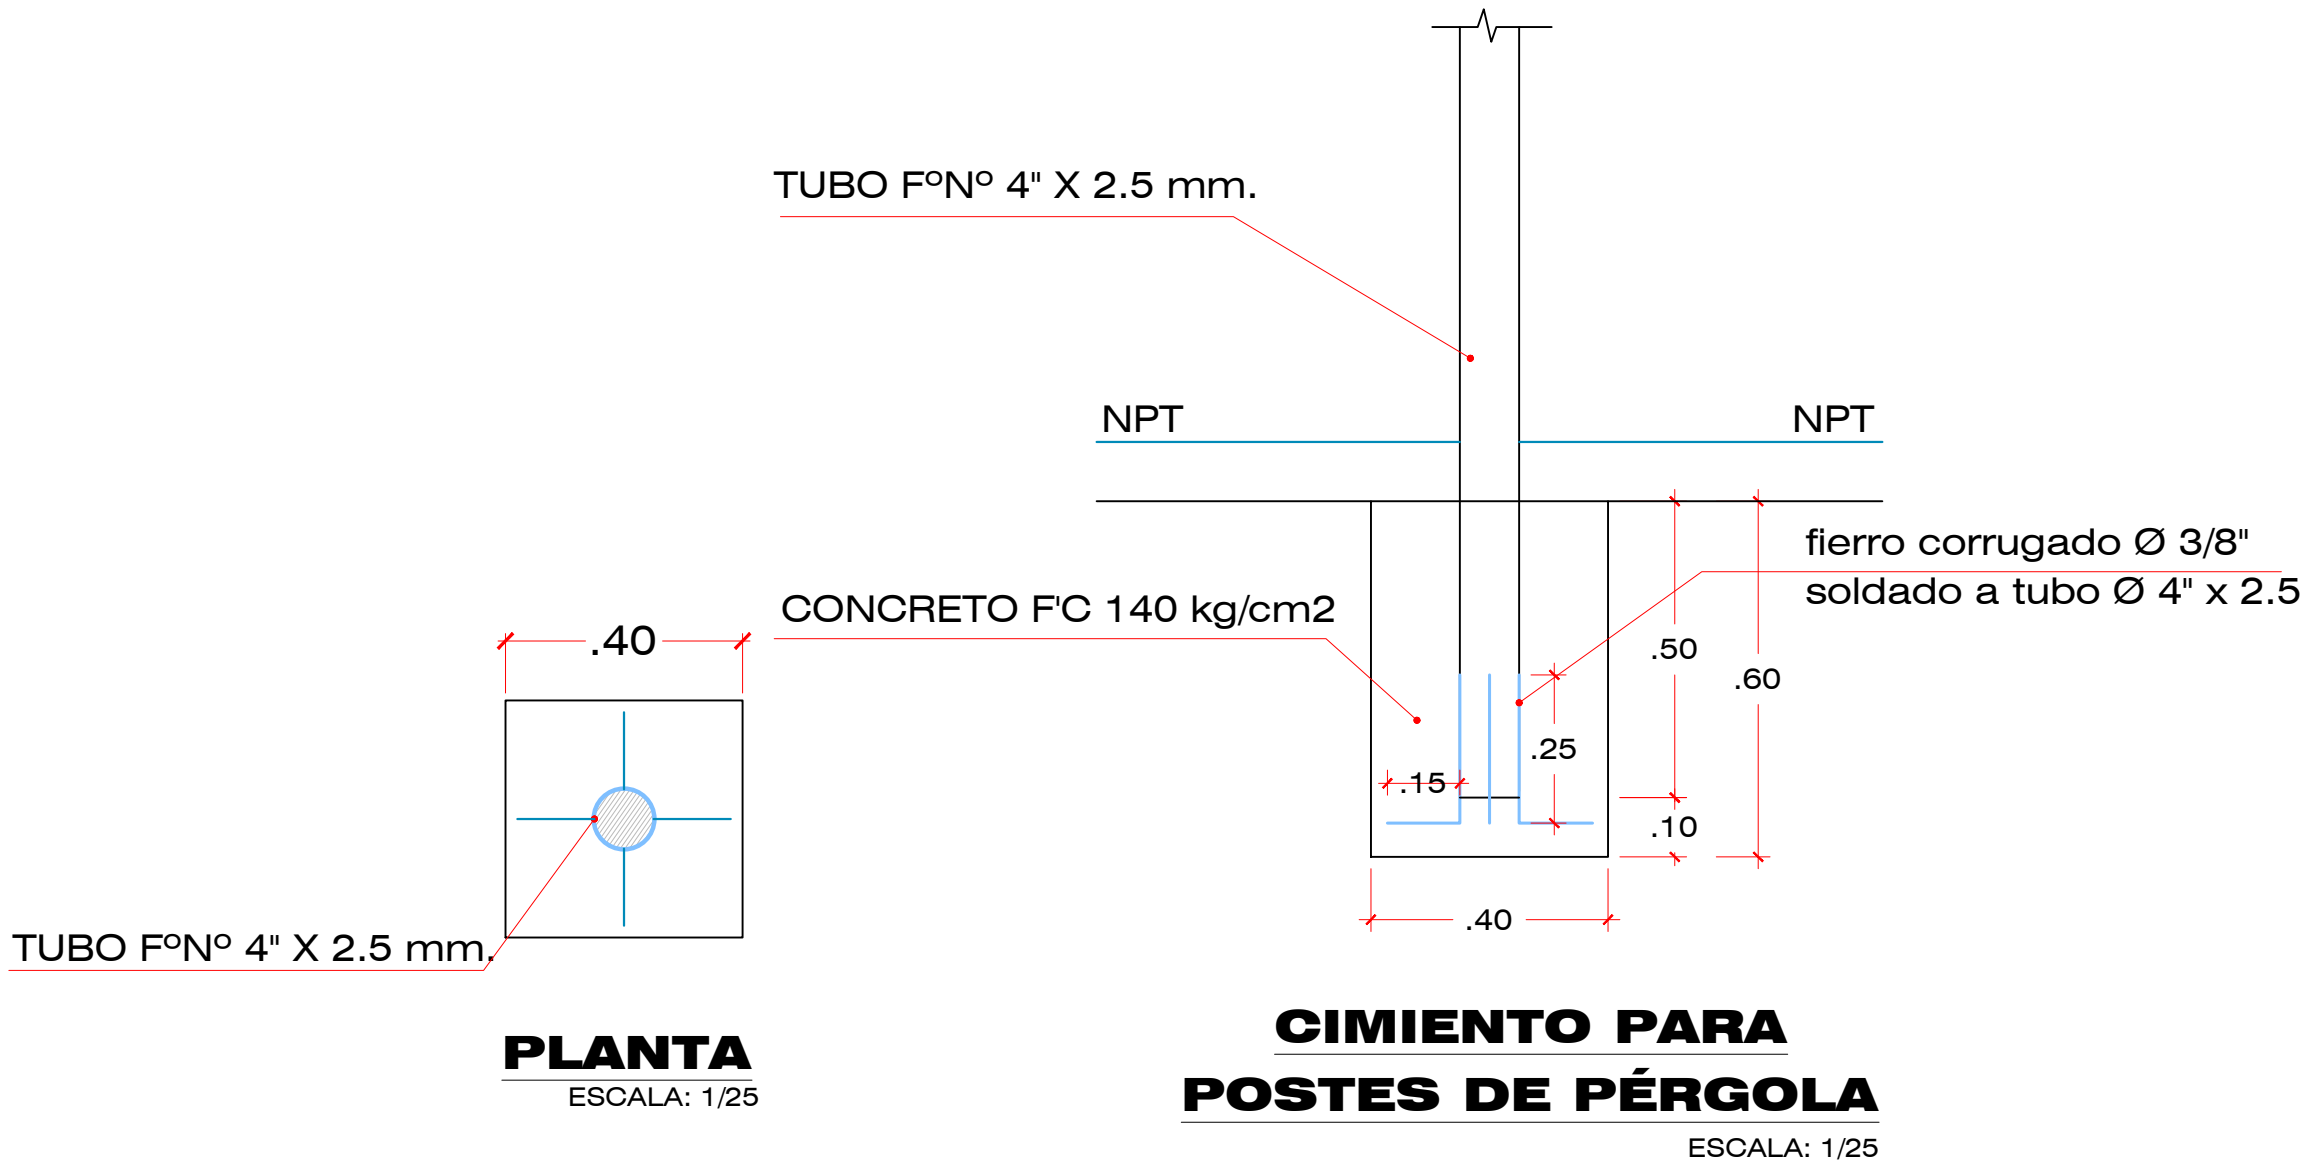 TUBO FºNº 4" X 2.5 mm.
NPT
NPT
fierro corrugado Ø 3/8"
soldado a tubo Ø 4" x 2.5
CONCRETO F'C 140 kg/cm2
.40
.50
.60
.25
.15
.10
.40
TUBO FºNº 4" X 2.5 mm.
PLANTA
ESCALA: 1/25
CIMIENTO PARA
POSTES DE PÉRGOLA
ESCALA: 1/25